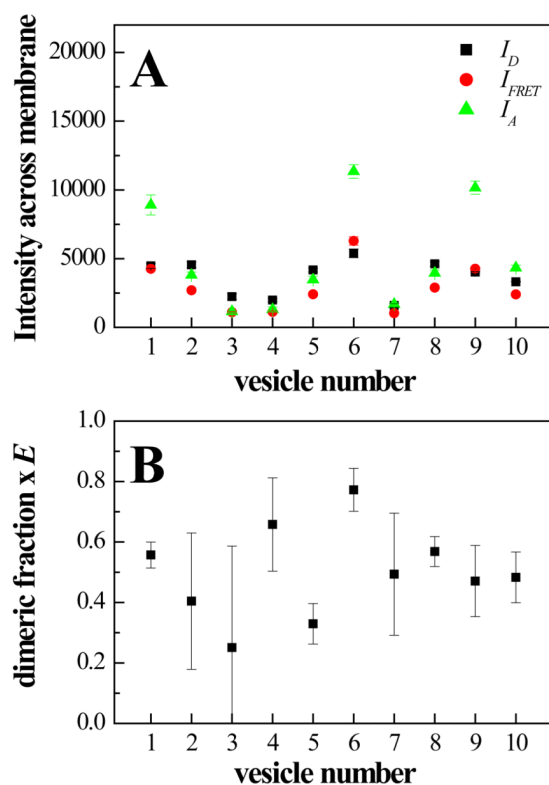 A
20000
15000
10000
5000
0
Intensity across membrane
I_D
I_FRET
I_A
1 2 3 4 5 6 7 8 9 10
vesicle number
B
1.0
0.8
0.6
0.4
0.2
0.0
dimeric fraction x E
1 2 3 4 5 6 7 8 9 10
vesicle number